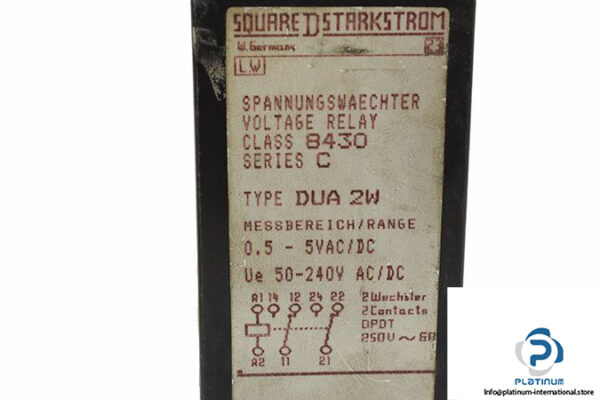 SQUARE D STARKSTROM
W.Germany 23
LW
SPANNUNGSWAECHTER
VOLTAGE RELAY
CLASS 8430
SERIES C
TYPE DUA 2W
MESSBEREICH/RANGE
0.5 - 5VAC/DC
Ue 50-240V AC/DC
A1 14 12 24 22
2Wechsler
2Contacts
DPDT
250V ~ 6A
A2 11 21
PLATINUM
http://platinum-international.store